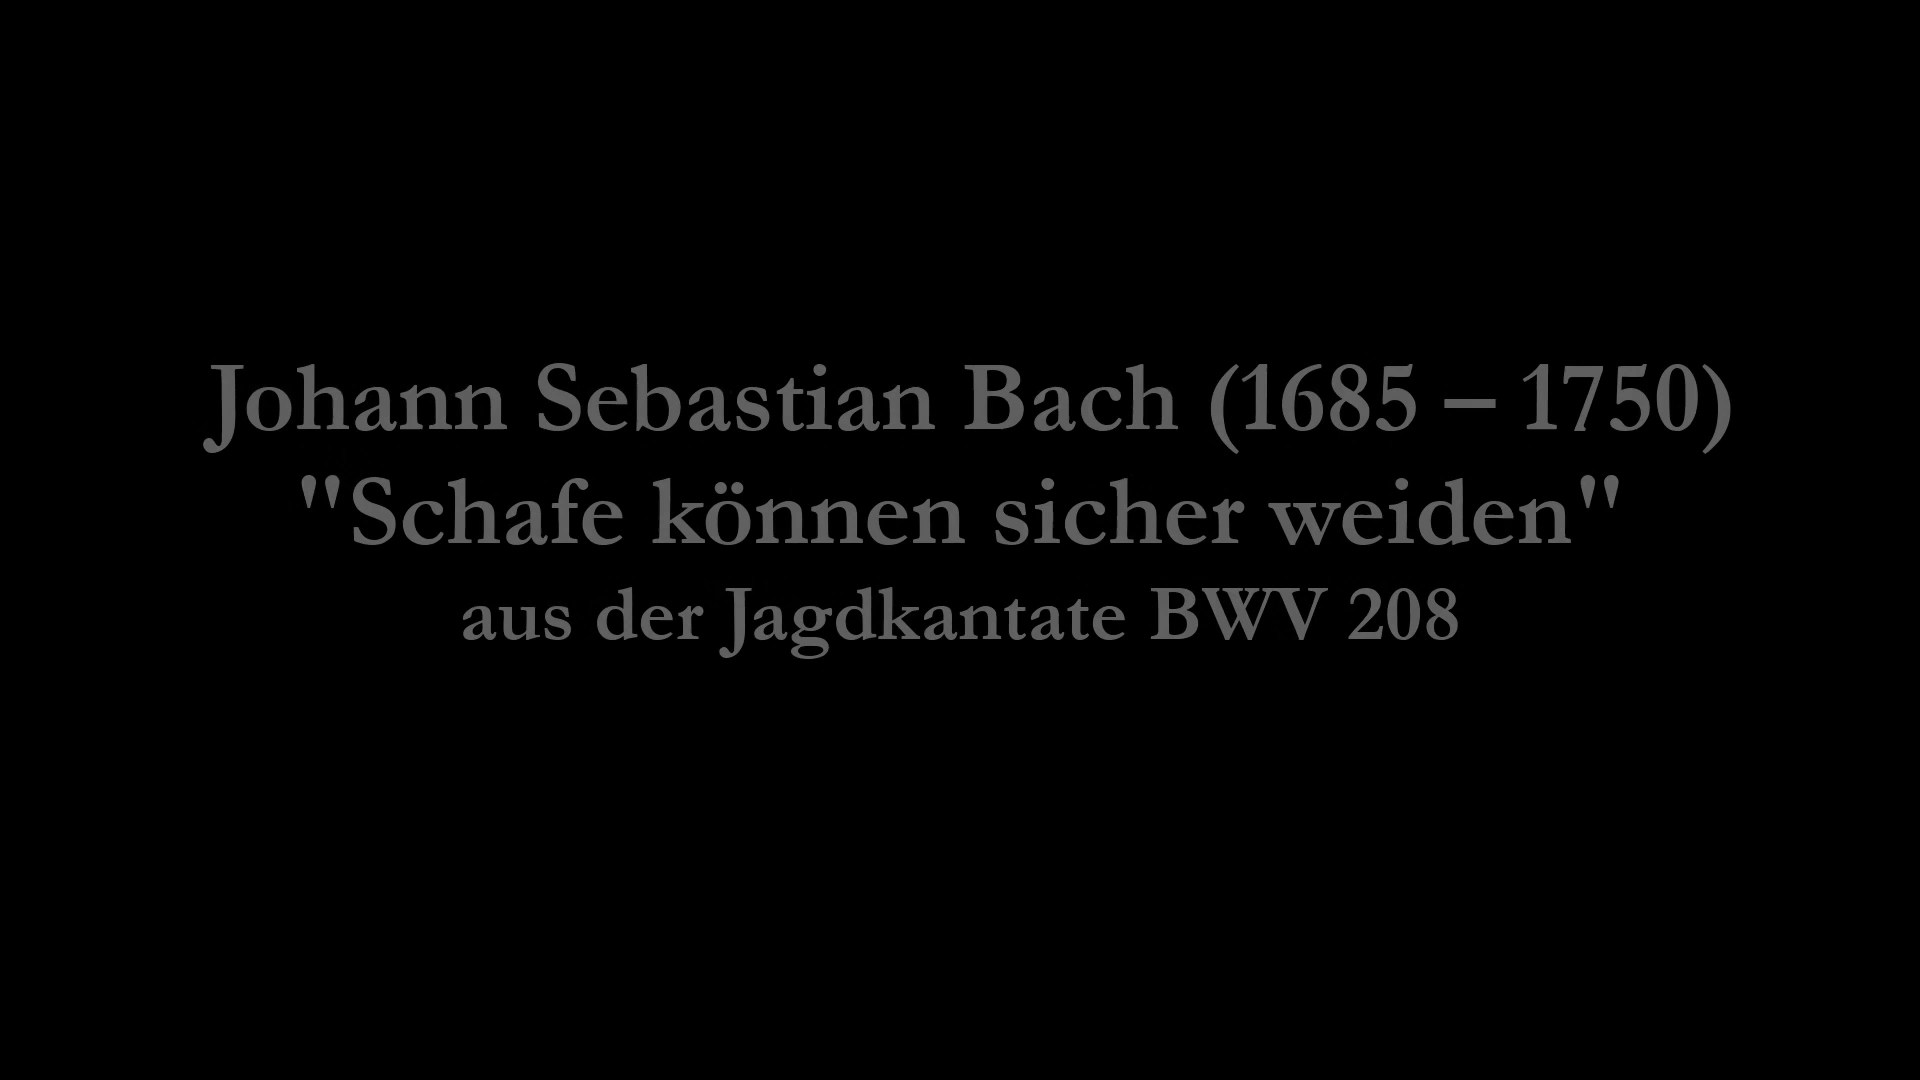 Johann Sebastian Bach (1685 – 1750)
"Schafe können sicher weiden"
aus der Jagdkantate BWV 208